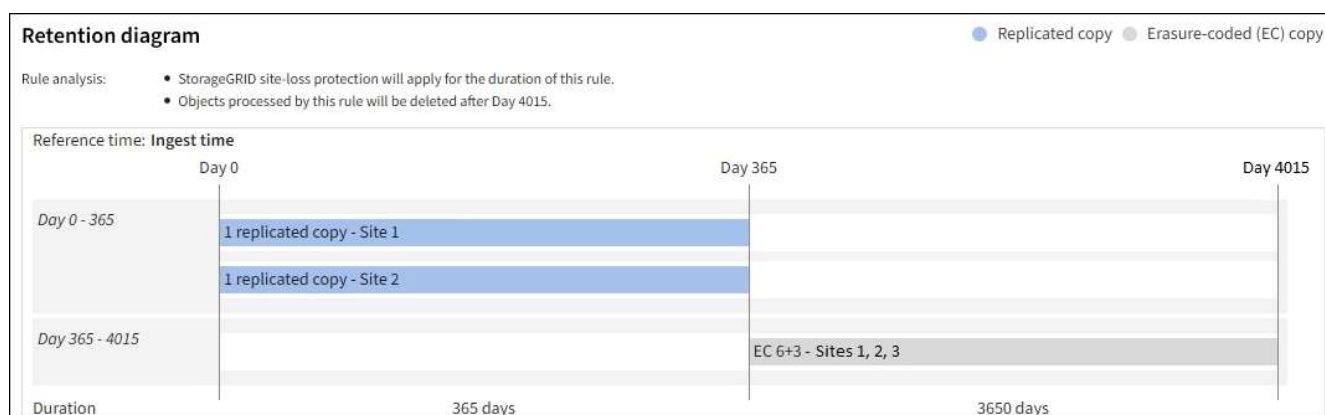 Retention diagram
Replicated copy Erasure-coded (EC) copy
Rule analysis:
• StorageGRID site-loss protection will apply for the duration of this rule.
• Objects processed by this rule will be deleted after Day 4015.
Reference time: Ingest time
Day 0 Day 365 Day 4015
Day 0 - 365
1 replicated copy - Site 1
1 replicated copy - Site 2
Day 365 - 4015
EC 6+3 - Sites 1, 2, 3
Duration 365 days 3650 days